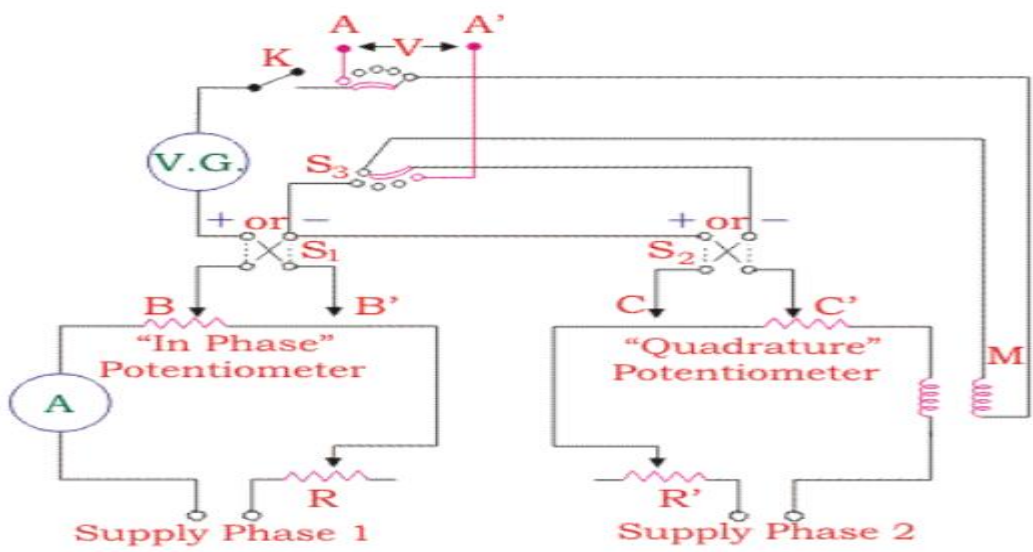 A V A'
K
V.G.
S3
+ or − + or −
S1 S2
B B' C C'
"In Phase" "Quadrature"
Potentiometer Potentiometer
M
A
R R'
Supply Phase 1 Supply Phase 2